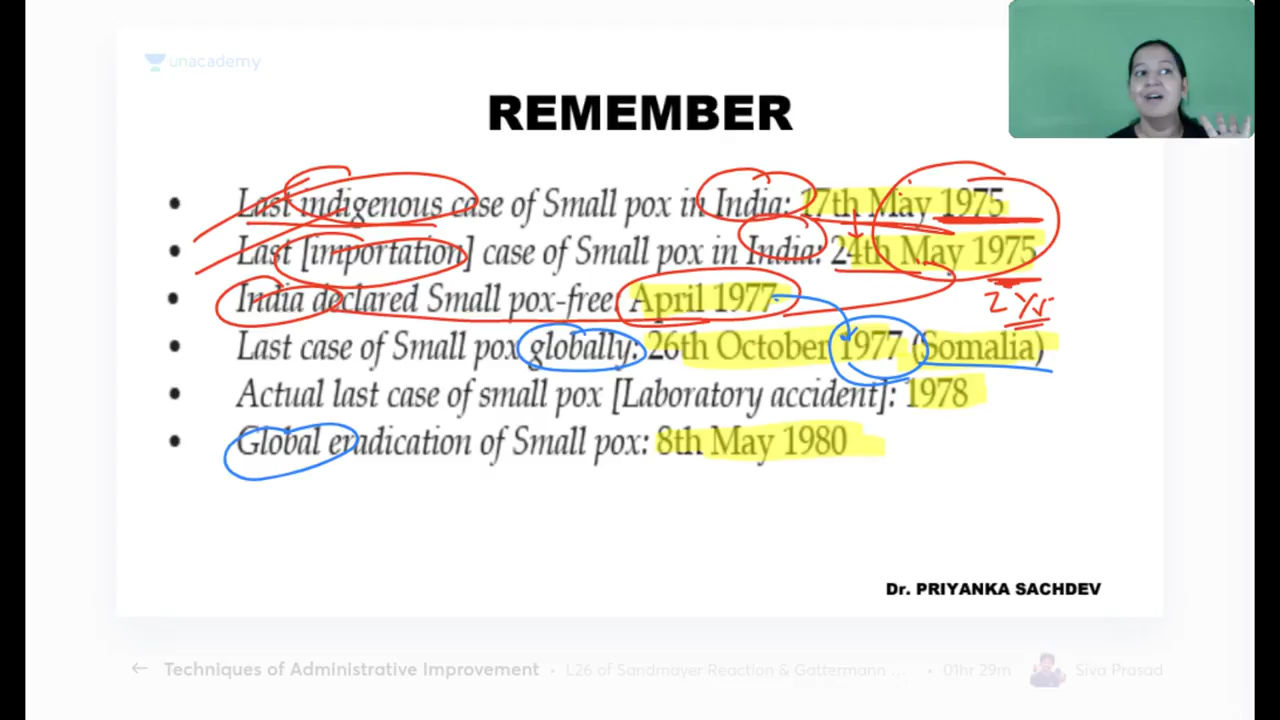 unacademy
REMEMBER
• Last indigenous case of Small pox in India: 17th May 1975
• Last [importation] case of Small pox in India: 24th May 1975
• India declared Small pox-free: April 1977
2 Yr
• Last case of Small pox globally: 26th October 1977 (Somalia)
• Actual last case of small pox [Laboratory accident]: 1978
• Global eradication of Small pox: 8th May 1980
Dr. PRIYANKA SACHDEV
← Techniques of Administrative Improvement • L26 of Sandmayer Reaction & Gattermann ... • 01hr 29m Siva Prasad